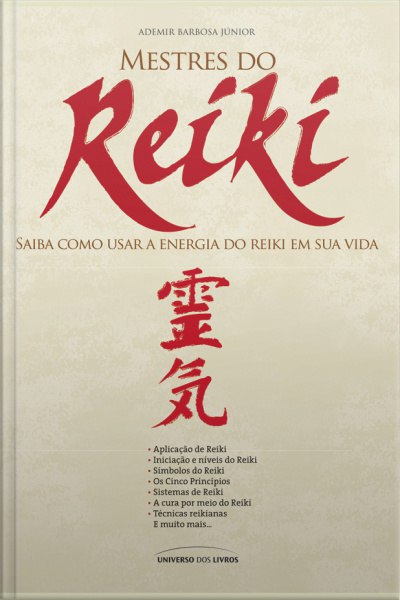 ADEMIR BARBOSA JÚNIOR
MESTRES DO
Reiki
SAIBA COMO USAR A ENERGIA DO REIKI EM SUA VIDA
霊
気
• Aplicação de Reiki
• Iniciação e níveis do Reiki
• Símbolos do Reiki
• Os Cinco Princípios
• Sistemas de Reiki
• A cura por meio do Reiki
• Técnicas reikianas
E muito mais...
UNIVERSO DOS LIVROS